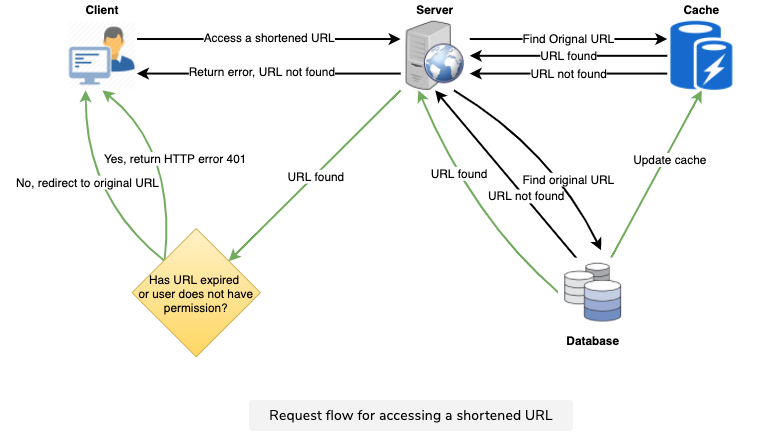 Client
Server
Cache
Access a shortened URL
Find Orignal URL
URL found
Return error, URL not found
URL not found
Yes, return HTTP error 401
Update cache
No, redirect to original URL
URL found
URL found
Find original URL
URL not found
Has URL expired
or user does not have
permission?
Database
Request flow for accessing a shortened URL